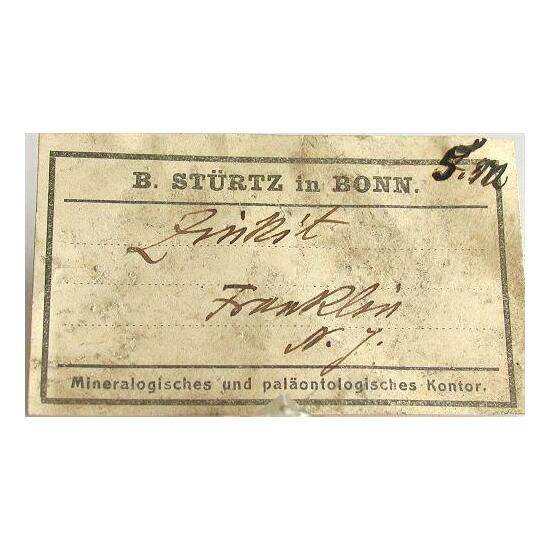 B. STÜRTZ in BONN.
Zinkit
Franklin
N. J.
Mineralogisches und paläontologisches Kontor.